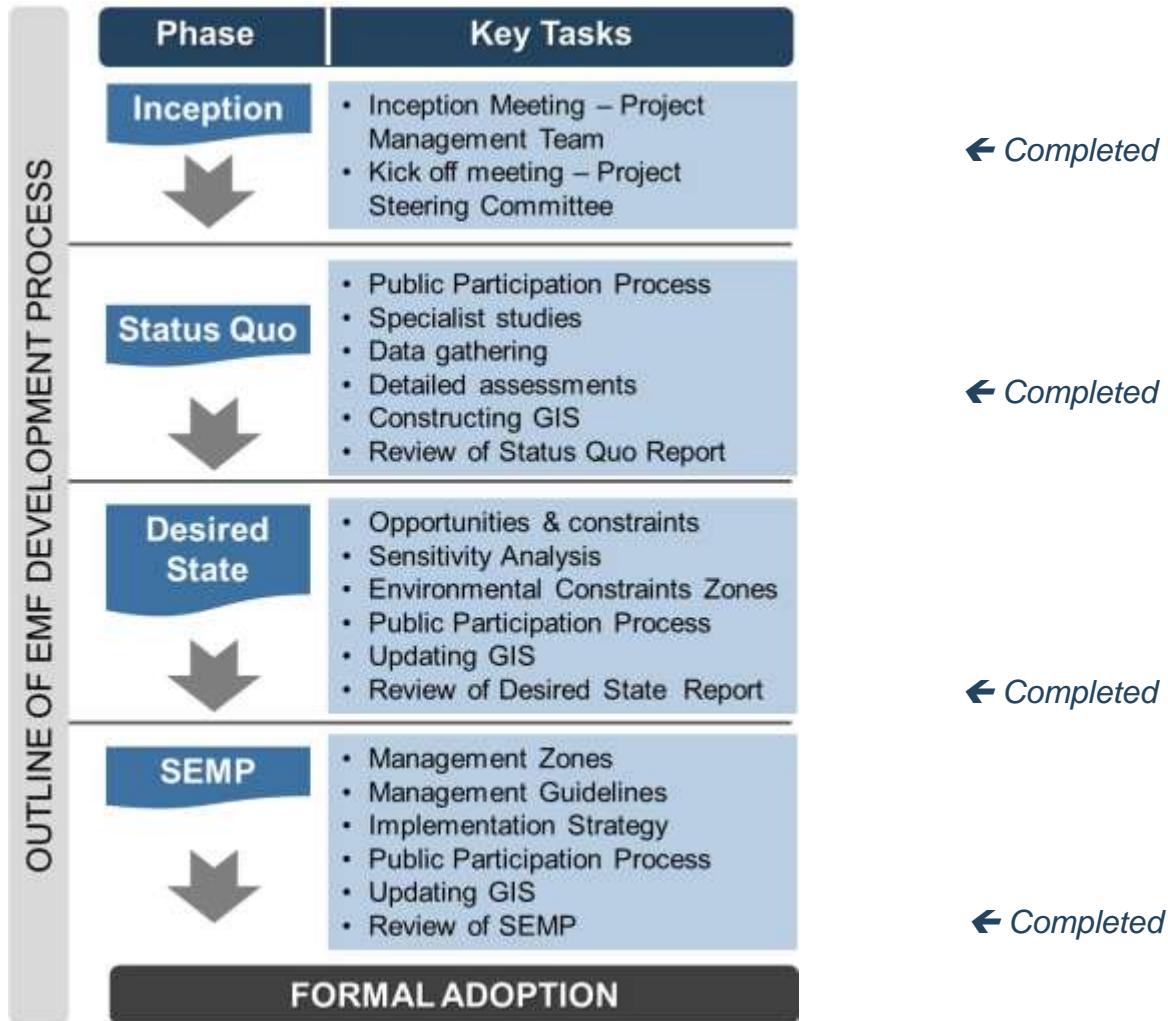 OUTLINE OF EMF DEVELOPMENT PROCESS
Phase
Key Tasks
Inception
• Inception Meeting – Project
Management Team
• Kick off meeting – Project
Steering Committee
← Completed
Status Quo
• Public Participation Process
• Specialist studies
• Data gathering
• Detailed assessments
• Constructing GIS
• Review of Status Quo Report
← Completed
Desired
State
• Opportunities & constraints
• Sensitivity Analysis
• Environmental Constraints Zones
• Public Participation Process
• Updating GIS
• Review of Desired State Report
← Completed
SEMP
• Management Zones
• Management Guidelines
• Implementation Strategy
• Public Participation Process
• Updating GIS
• Review of SEMP
← Completed
FORMAL ADOPTION